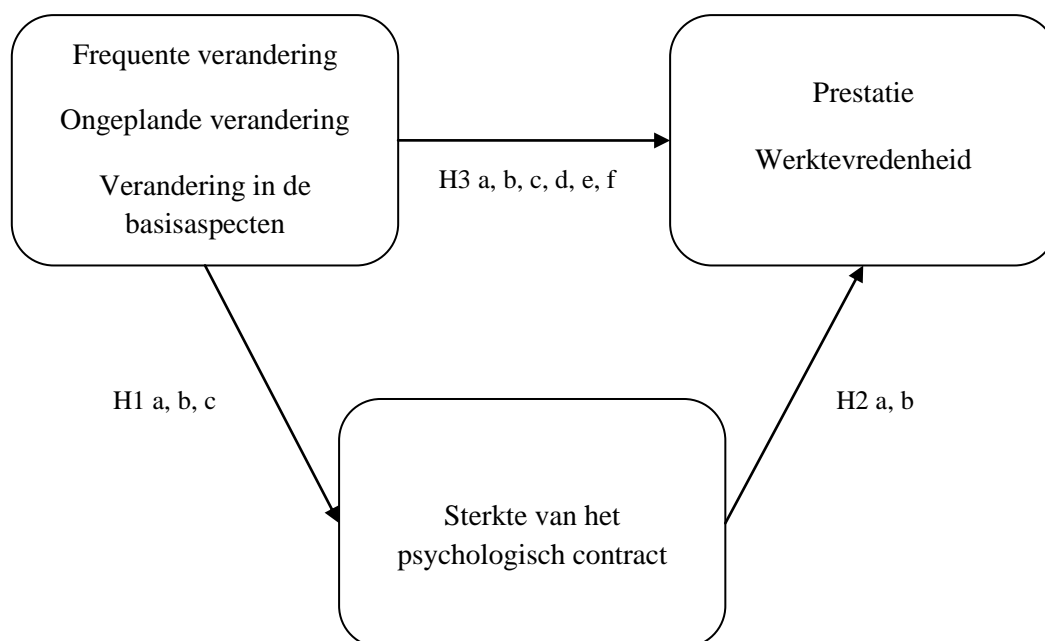 Frequente verandering
Ongeplande verandering
Verandering in de
basisaspecten
Prestatie
Werktevredenheid
H3 a, b, c, d, e, f
H1 a, b, c
H2 a, b
Sterkte van het
psychologisch contract